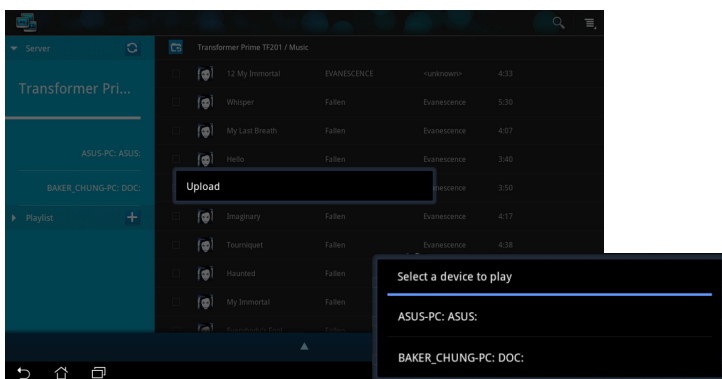 Server
Transformer Prime TF201 / Music
Transformer Pri...
ASUS-PC: ASUS:
BAKER_CHUNG-PC: DOC:
Playlist
12 My Immortal EVANESCENCE <unknown> 4:33
Whisper Fallen Evanescence 5:30
My Last Breath Fallen Evanescence 4:07
Hello Fallen Evanescence 3:40
Upload
3:50
Imaginary Fallen Evanescence 4:17
Tourniquet Fallen Evanescence 4:38
Haunted Fallen
My Immortal Fallen
Select a device to play
ASUS-PC: ASUS:
BAKER_CHUNG-PC: DOC: